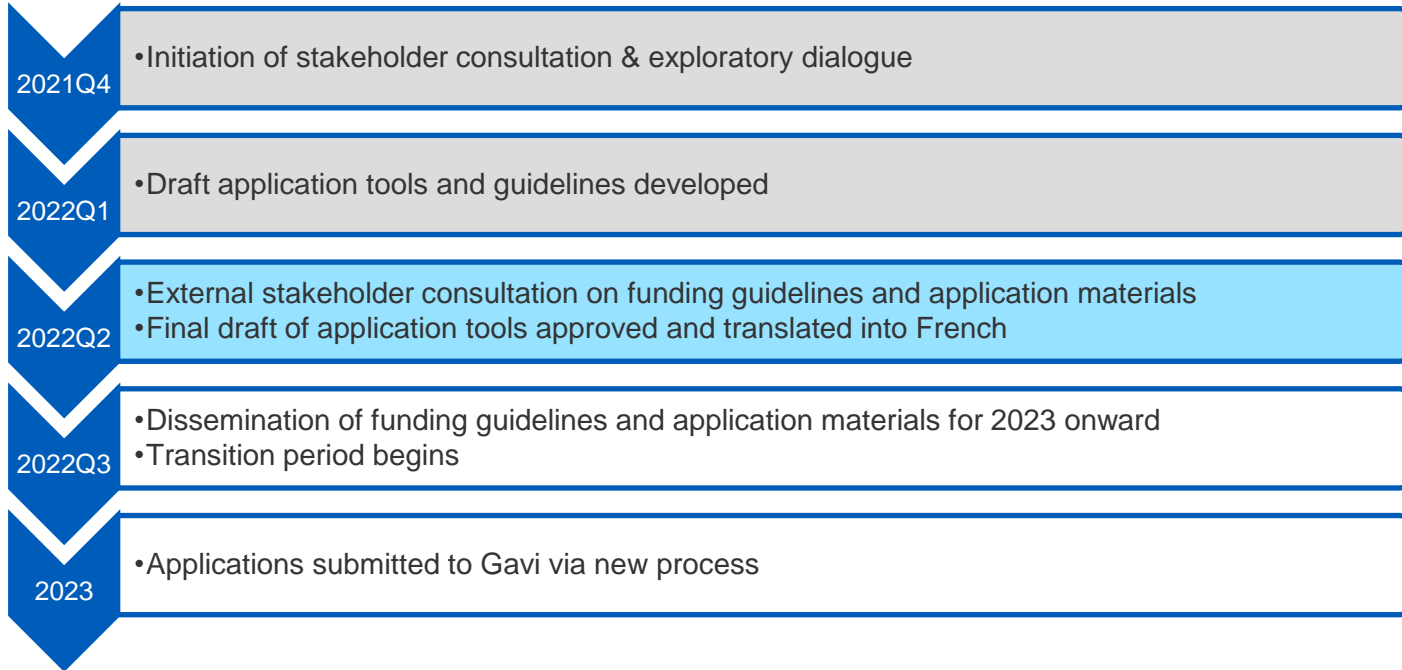 2021Q4
•Initiation of stakeholder consultation & exploratory dialogue
2022Q1
•Draft application tools and guidelines developed
2022Q2
•External stakeholder consultation on funding guidelines and application materials
•Final draft of application tools approved and translated into French
2022Q3
•Dissemination of funding guidelines and application materials for 2023 onward
•Transition period begins
2023
•Applications submitted to Gavi via new process